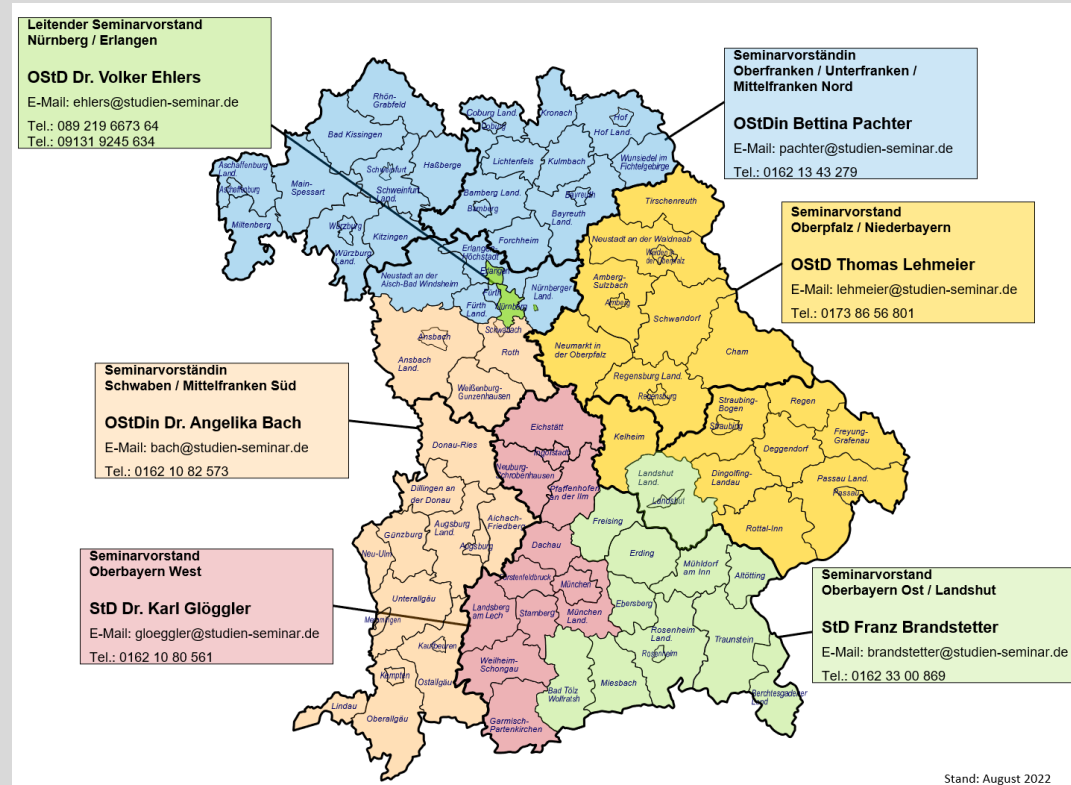 Leitender Seminarvorstand
Nürnberg / Erlangen
OStD Dr. Volker Ehlers
E-Mail: ehlers@studien-seminar.de
Tel.: 089 219 6673 64
Tel.: 09131 9245 634
Seminarvorständin
Oberfranken / Unterfranken /
Mittelfranken Nord
OStDin Bettina Pachter
E-Mail: pachter@studien-seminar.de
Tel.: 0162 13 43 279
Seminarvorstand
Oberpfalz / Niederbayern
OStD Thomas Lehmeier
E-Mail: lehmeier@studien-seminar.de
Tel.: 0173 86 56 801
Seminarvorständin
Schwaben / Mittelfranken Süd
OStDin Dr. Angelika Bach
E-Mail: bach@studien-seminar.de
Tel.: 0162 10 82 573
Seminarvorstand
Oberbayern West
StD Dr. Karl Glöggler
E-Mail: gloeggler@studien-seminar.de
Tel.: 0162 10 80 561
Seminarvorstand
Oberbayern Ost / Landshut
StD Franz Brandstetter
E-Mail: brandstetter@studien-seminar.de
Tel.: 0162 33 00 869
Rhön-
Grabfeld
Bad Kissingen
Coburg Land.
Coburg
Kronach
Hof
Hof Land.
Lichtenfels
Kulmbach
Wunsiedel im
Fichtelgebirge
Haßberge
Schweinfurt
Schweinfurt
Land.
Aschaffenburg
Land.
Aschaffenburg
Main-
Spessart
Miltenberg
Würzburg
Würzburg
Land.
Kitzingen
Bamberg Land.
Bamberg
Bayreuth
Bayreuth
Land.
Forchheim
Erlangen-
Höchstadt
Erlangen
Neustadt an der
Aisch-Bad Windsheim
Fürth
Fürth
Land.
Nürnberg
Nürnberger
Land.
Tirschenreuth
Neustadt an der Waldnaab
Weiden in
der Oberpfalz
Amberg-
Sulzbach
Amberg
Schwandorf
Neumarkt in
der Oberpfalz
Cham
Regensburg Land.
Regensburg
Ansbach
Ansbach
Land.
Schwabach
Roth
Weißenburg-
Gunzenhausen
Straubing-
Bogen
Straubing
Regen
Freyung-
Grafenau
Deggendorf
Kelheim
Dingolfing-
Landau
Passau Land.
Passau
Rottal-Inn
Landshut
Land.
Landshut
Eichstätt
Ingolstadt
Neuburg-
Schrobenhausen
Pfaffenhofen
an der Ilm
Donau-Ries
Dillingen an
der Donau
Günzburg
Augsburg
Land.
Augsburg
Aichach-
Friedberg
Neu-Ulm
Unterallgäu
Memmingen
Kaufbeuren
Kempten
Ostallgäu
Lindau
Oberallgäu
Freising
Erding
Mühldorf
am Inn
Altötting
Dachau
Fürstenfeldbruck
München
München
Land.
Ebersberg
Landsberg
am Lech
Starnberg
Weilheim-
Schongau
Garmisch-
Partenkirchen
Bad Tölz
Wolfratsh
Miesbach
Rosenheim
Land.
Rosenheim
Traunstein
Berchtesgadener
Land
Stand: August 2022